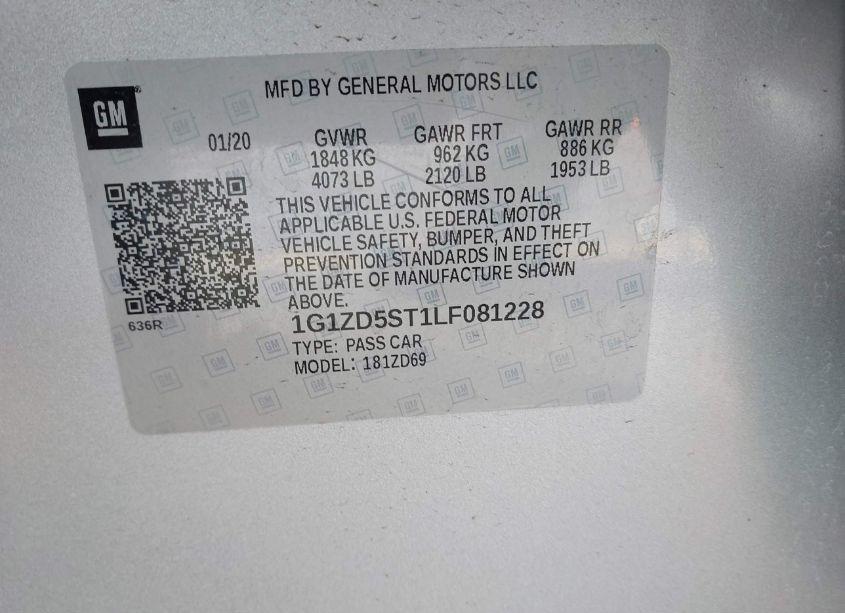 MFD BY GENERAL MOTORS LLC
GM
01/20 GVWR GAWR FRT GAWR RR
1848 KG 962 KG 886 KG
4073 LB 2120 LB 1953 LB
THIS VEHICLE CONFORMS TO ALL
APPLICABLE U.S. FEDERAL MOTOR
VEHICLE SAFETY, BUMPER, AND THEFT
PREVENTION STANDARDS IN EFFECT ON
THE DATE OF MANUFACTURE SHOWN
ABOVE.
636R
1G1ZD5ST1LF081228
TYPE: PASS CAR
MODEL: 181ZD69